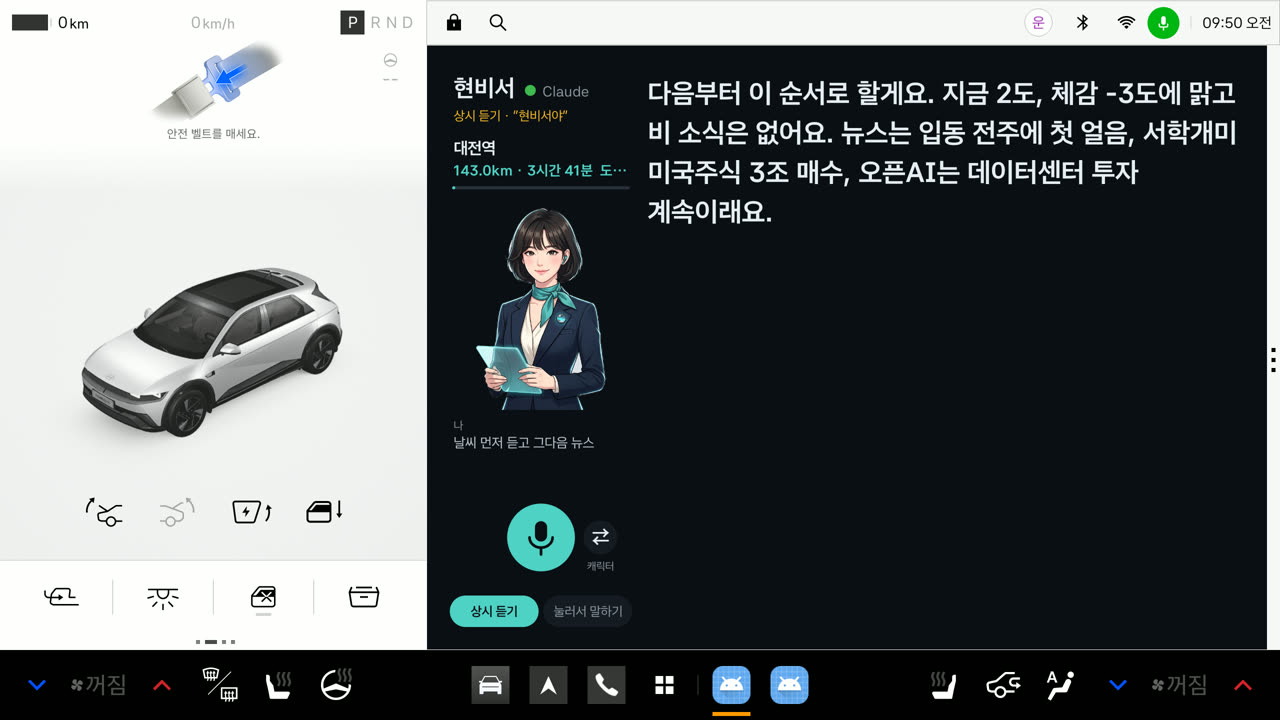 0km
0km/h
P R N D
안전 벨트를 매세요.
운
09:50 오전
현비서
Claude
상시 듣기 · "현비서야"
대전역
143.0km · 3시간 41분 도…
나
날씨 먼저 듣고 그다음 뉴스
캐릭터
상시 듣기
눌러서 말하기
다음부터 이 순서로 할게요. 지금 2도, 체감 -3도에 맑고
비 소식은 없어요. 뉴스는 입동 전주에 첫 얼음, 서학개미
미국주식 3조 매수, 오픈AI는 데이터센터 투자
계속이래요.
꺼짐
A
꺼짐